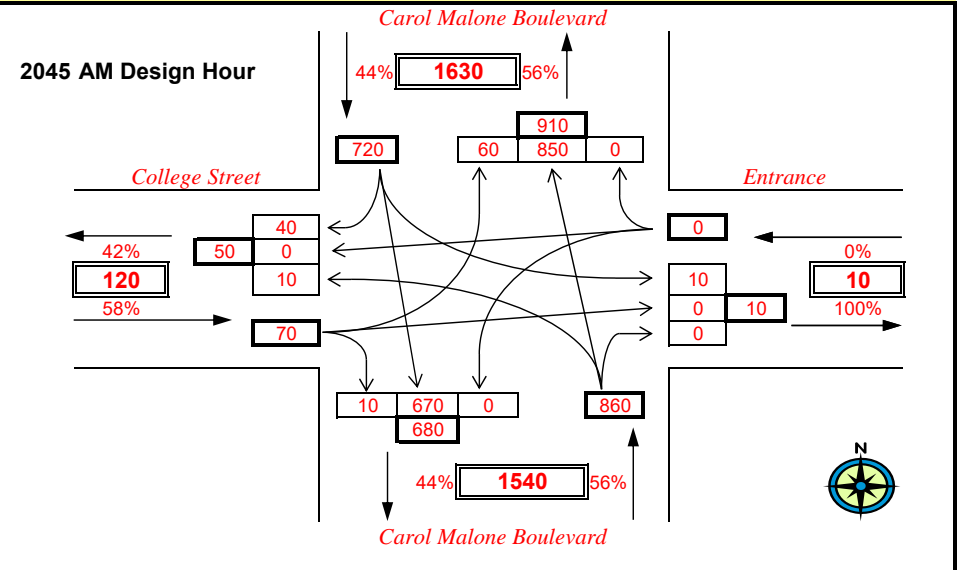 Carol Malone Boulevard
2045 AM Design Hour
44% 1630 56%
910
720 60 850 0
College Street Entrance
40 0
42% 50 0 0%
120 10 10 10
58% 0 10 100%
70 0
10 670 0 860
680
N
44% 1540 56%
Carol Malone Boulevard